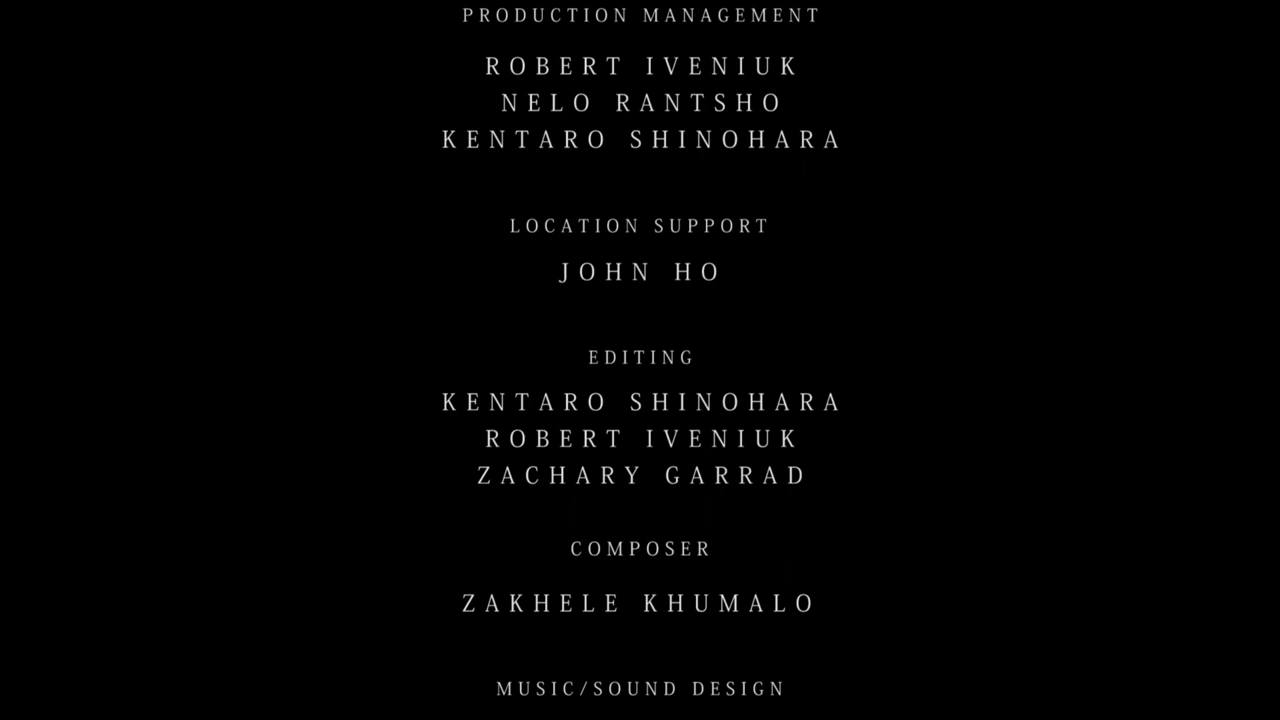 PRODUCTION MANAGEMENT
ROBERT IVENIUK
NELO RANTSHO
KENTARO SHINOHARA
LOCATION SUPPORT
JOHN HO
EDITING
KENTARO SHINOHARA
ROBERT IVENIUK
ZACHARY GARRAD
COMPOSER
ZAKHELE KHUMALO
MUSIC/SOUND DESIGN